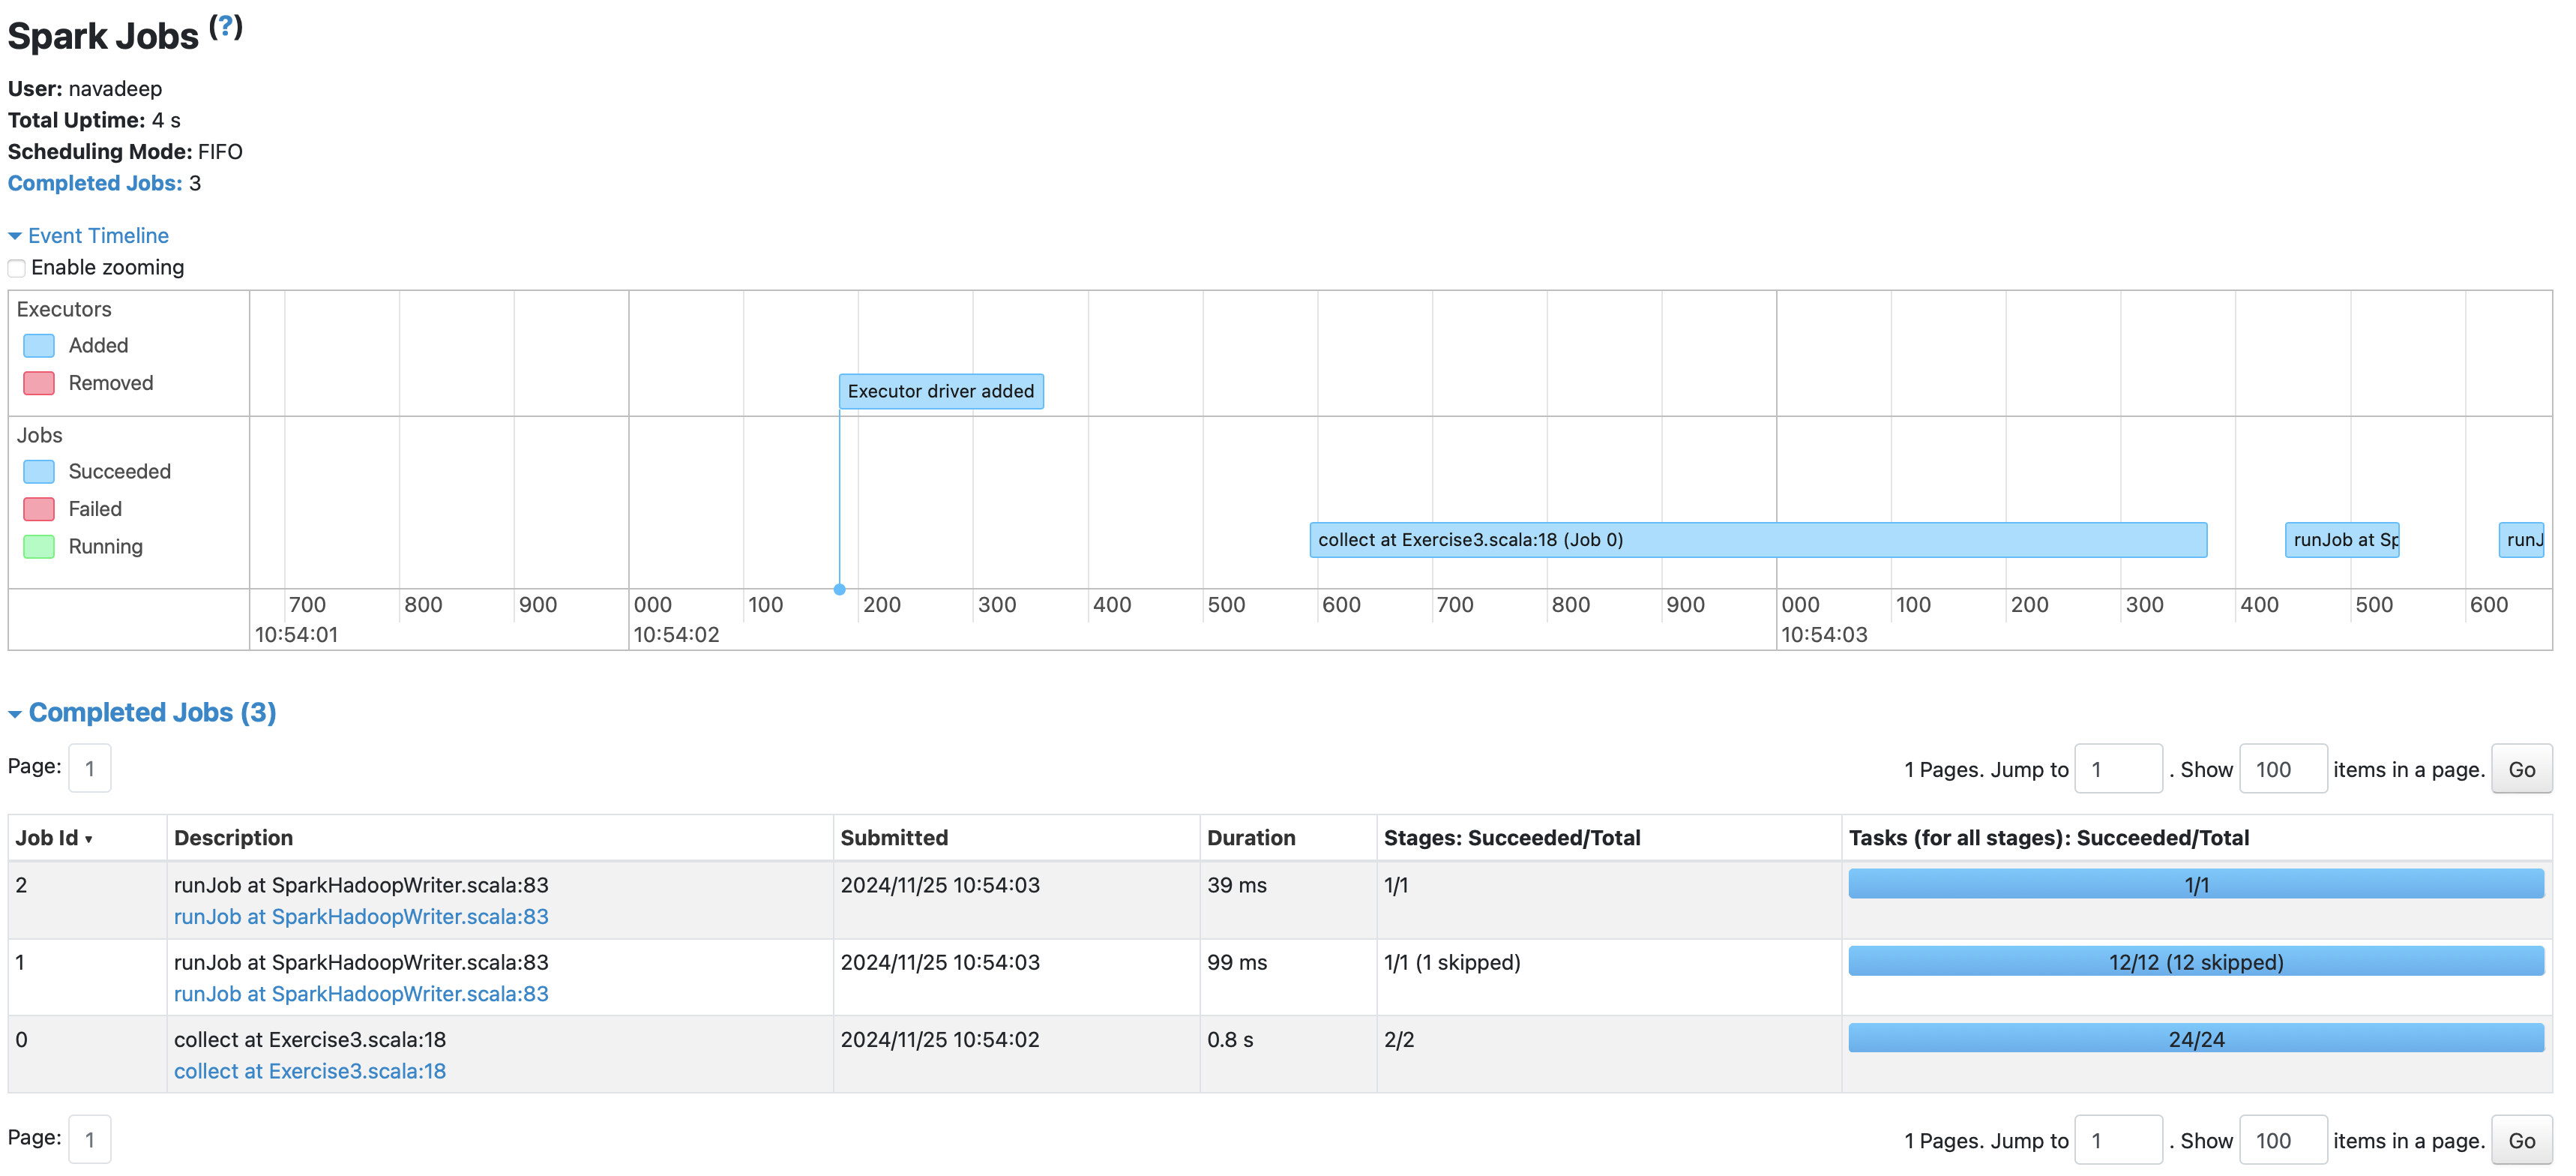 Spark Jobs (?)
User: navadeep
Total Uptime: 4 s
Scheduling Mode: FIFO
Completed Jobs: 3
Event Timeline
Enable zooming
Executors
Added
Removed
Executor driver added
Jobs
Succeeded
Failed
Running
collect at Exercise3.scala:18 (Job 0)
runJob at Sp
runJ
700 800 900 000 100 200 300 400 500 600 700 800 900 000 100 200 300 400 500 600
10:54:01 10:54:02 10:54:03
Completed Jobs (3)
Page: 1 1 Pages. Jump to 1 . Show 100 items in a page. Go
Job Id ▾ Description Submitted Duration Stages: Succeeded/Total Tasks (for all stages): Succeeded/Total
2 runJob at SparkHadoopWriter.scala:83 2024/11/25 10:54:03 39 ms 1/1 1/1
runJob at SparkHadoopWriter.scala:83
1 runJob at SparkHadoopWriter.scala:83 2024/11/25 10:54:03 99 ms 1/1 (1 skipped) 12/12 (12 skipped)
runJob at SparkHadoopWriter.scala:83
0 collect at Exercise3.scala:18 2024/11/25 10:54:02 0.8 s 2/2 24/24
collect at Exercise3.scala:18
Page: 1 1 Pages. Jump to 1 . Show 100 items in a page. Go